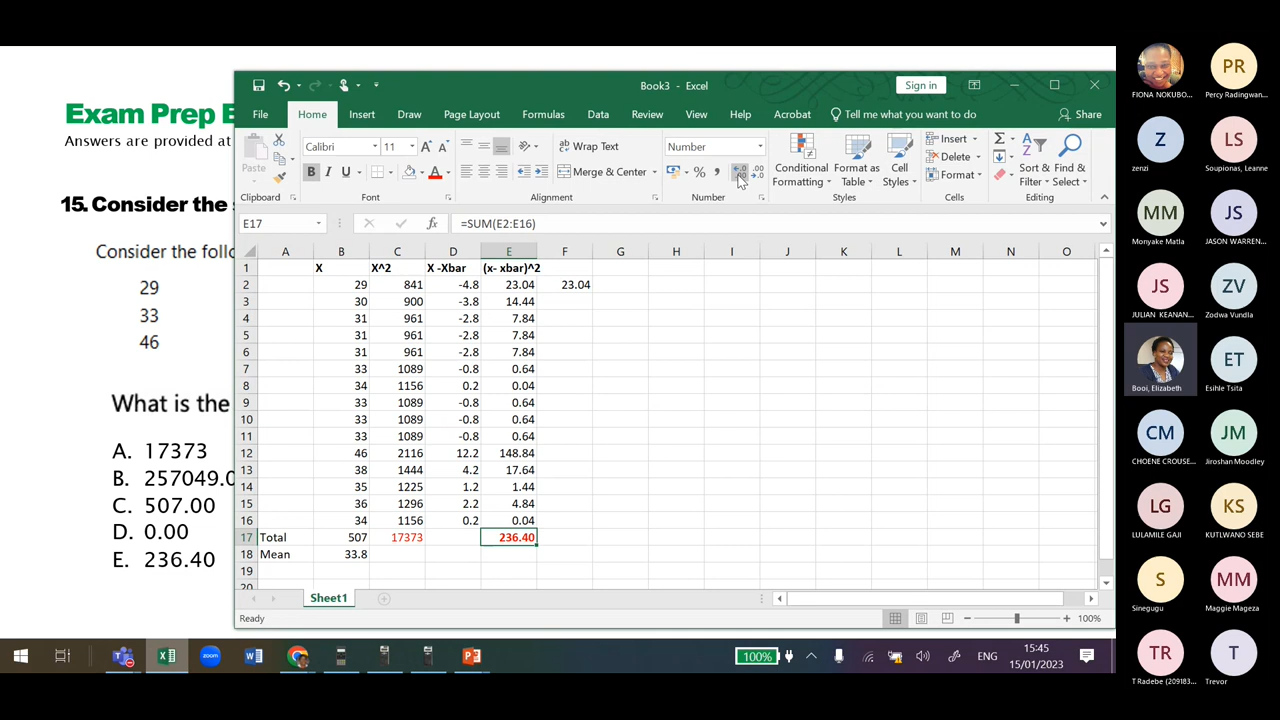 Book3 - Excel
Sign in
File Home Insert Draw Page Layout Formulas Data Review View Help Acrobat Tell me what you want to do Share
Paste
Calibri 11
B I U
Wrap Text
Merge & Center
Number
% ,
Conditional Formatting
Format as Table
Cell Styles
Insert
Delete
Format
Sort & Filter
Find & Select
Clipboard Font Alignment Number Styles Cells Editing
E17 fx =SUM(E2:E16)
A B C D E F G H I J K L M N O
1 X X^2 X -Xbar (x- xbar)^2
2 29 841 -4.8 23.04 23.04
3 30 900 -3.8 14.44
4 31 961 -2.8 7.84
5 31 961 -2.8 7.84
6 31 961 -2.8 7.84
7 33 1089 -0.8 0.64
8 34 1156 0.2 0.04
9 33 1089 -0.8 0.64
10 33 1089 -0.8 0.64
11 33 1089 -0.8 0.64
12 46 2116 12.2 148.84
13 38 1444 4.2 17.64
14 35 1225 1.2 1.44
15 36 1296 2.2 4.84
16 34 1156 0.2 0.04
17 Total 507 17373 236.40
18 Mean 33.8
19
20
Sheet1
Ready 100%
Exam Prep E
Answers are provided at
15. Consider the s
Consider the follo
29
33
46
What is the
A. 17373
B. 257049.0
C. 507.00
D. 0.00
E. 236.40
zoom
100%
ENG
15:45
15/01/2023
FIONA NOKUBO...
PR
Percy Radingwan...
Z
zenzi
LS
Soupionas, Leanne
MM
Monyake Matla
JS
JASON WARREN...
JS
JULIAN KEANAN...
ZV
Zodwa Vundla
Booi, Elizabeth
ET
Esihle Tsita
CM
CHOENE CROUSE...
JM
Jiroshan Moodley
LG
LULAMILE GAJI
KS
KUTLWANO SEBE
S
Sinegugu
MM
Maggie Mageza
TR
T Radebe (209183...
T
Trevor